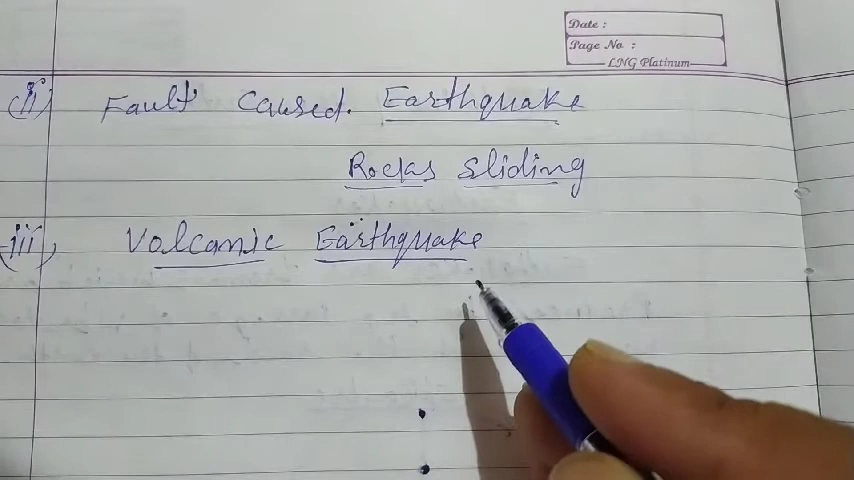 Date :
Page No :
LNG Platinum
(ii) Fault Caused. Earthquake
Rocks Sliding
(iii) Volcanic Earthquake